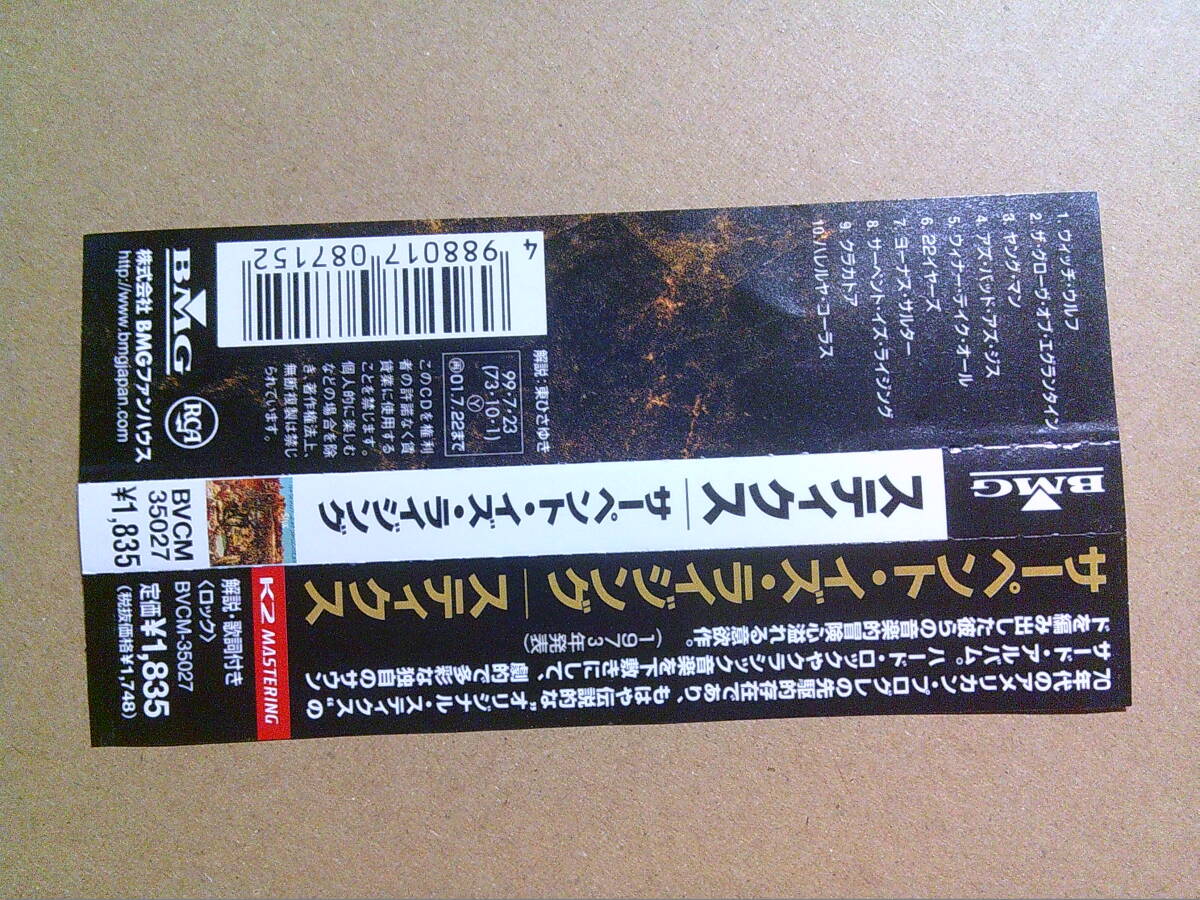 1. ウィッチ・ウルフ
2. ザ・グローヴ・オブ・エグランタイン
3. ヤング・マン
4. アズ・バッド・アズ・ジス
5. ウィナー・テイク・オール
6. 22イヤーズ
7. ヨーナス・サルター
8. サーペント・イズ・ライジング
9. クラカトア
10. ハレルヤ・コーラス
解説:東ひさゆき
99・7・23
(73・10・1)
Ⓨ
再01・7・22まで
このCDを権利
者の許諾なく賃
貸業に使用する
ことを禁じます。
個人的に楽しむ
などの場合を除
き、著作権法上、
無断複製は禁じ
られています。
4 988017 087152
BMG
株式会社 BMGファンハウス
http://www.bmgjapan.com
RCA
BMG
スティクス
サーペント・イズ・ライジング
BVCM
35027
¥1,835
サーペント・イズ・ライジング
スティクス
70年代のアメリカン・プログレの先駆的存在であり、もはや伝説的な“オリジナル・スティクス”の
サード・アルバム。ハード・ロックやクラシック音楽を下敷きにして、劇的で多彩な独自のサウン
ドを編み出した彼らの音楽的冒険心溢れる意欲作。
(1973年発表)
K2 MASTERING
解説・歌詞付き
〈ロック〉
BVCM-35027
定価¥1,835
(税抜価格¥1,748)